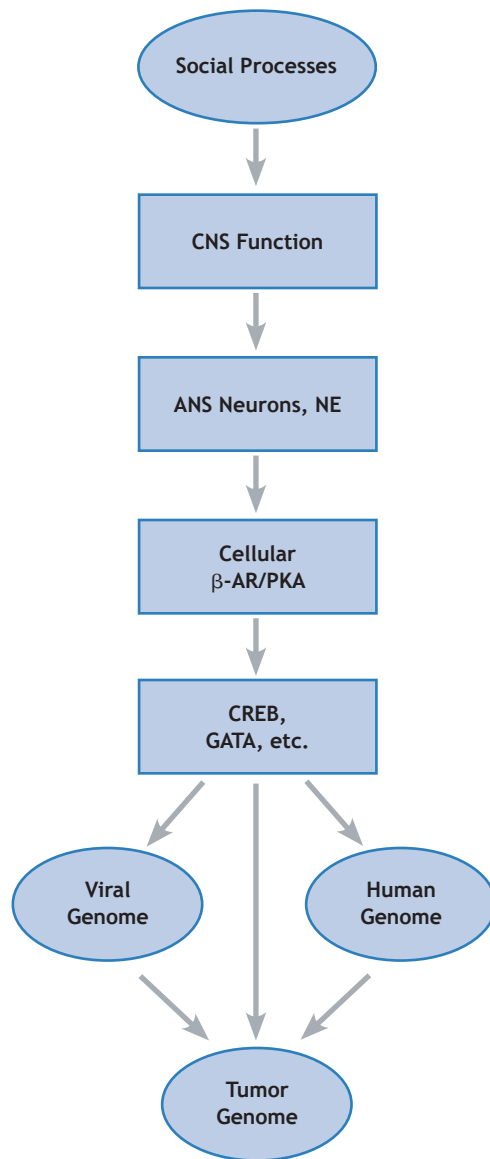 Social Processes
CNS Function
ANS Neurons, NE
Cellular
β-AR/PKA
CREB,
GATA, etc.
Viral
Genome
Human
Genome
Tumor
Genome